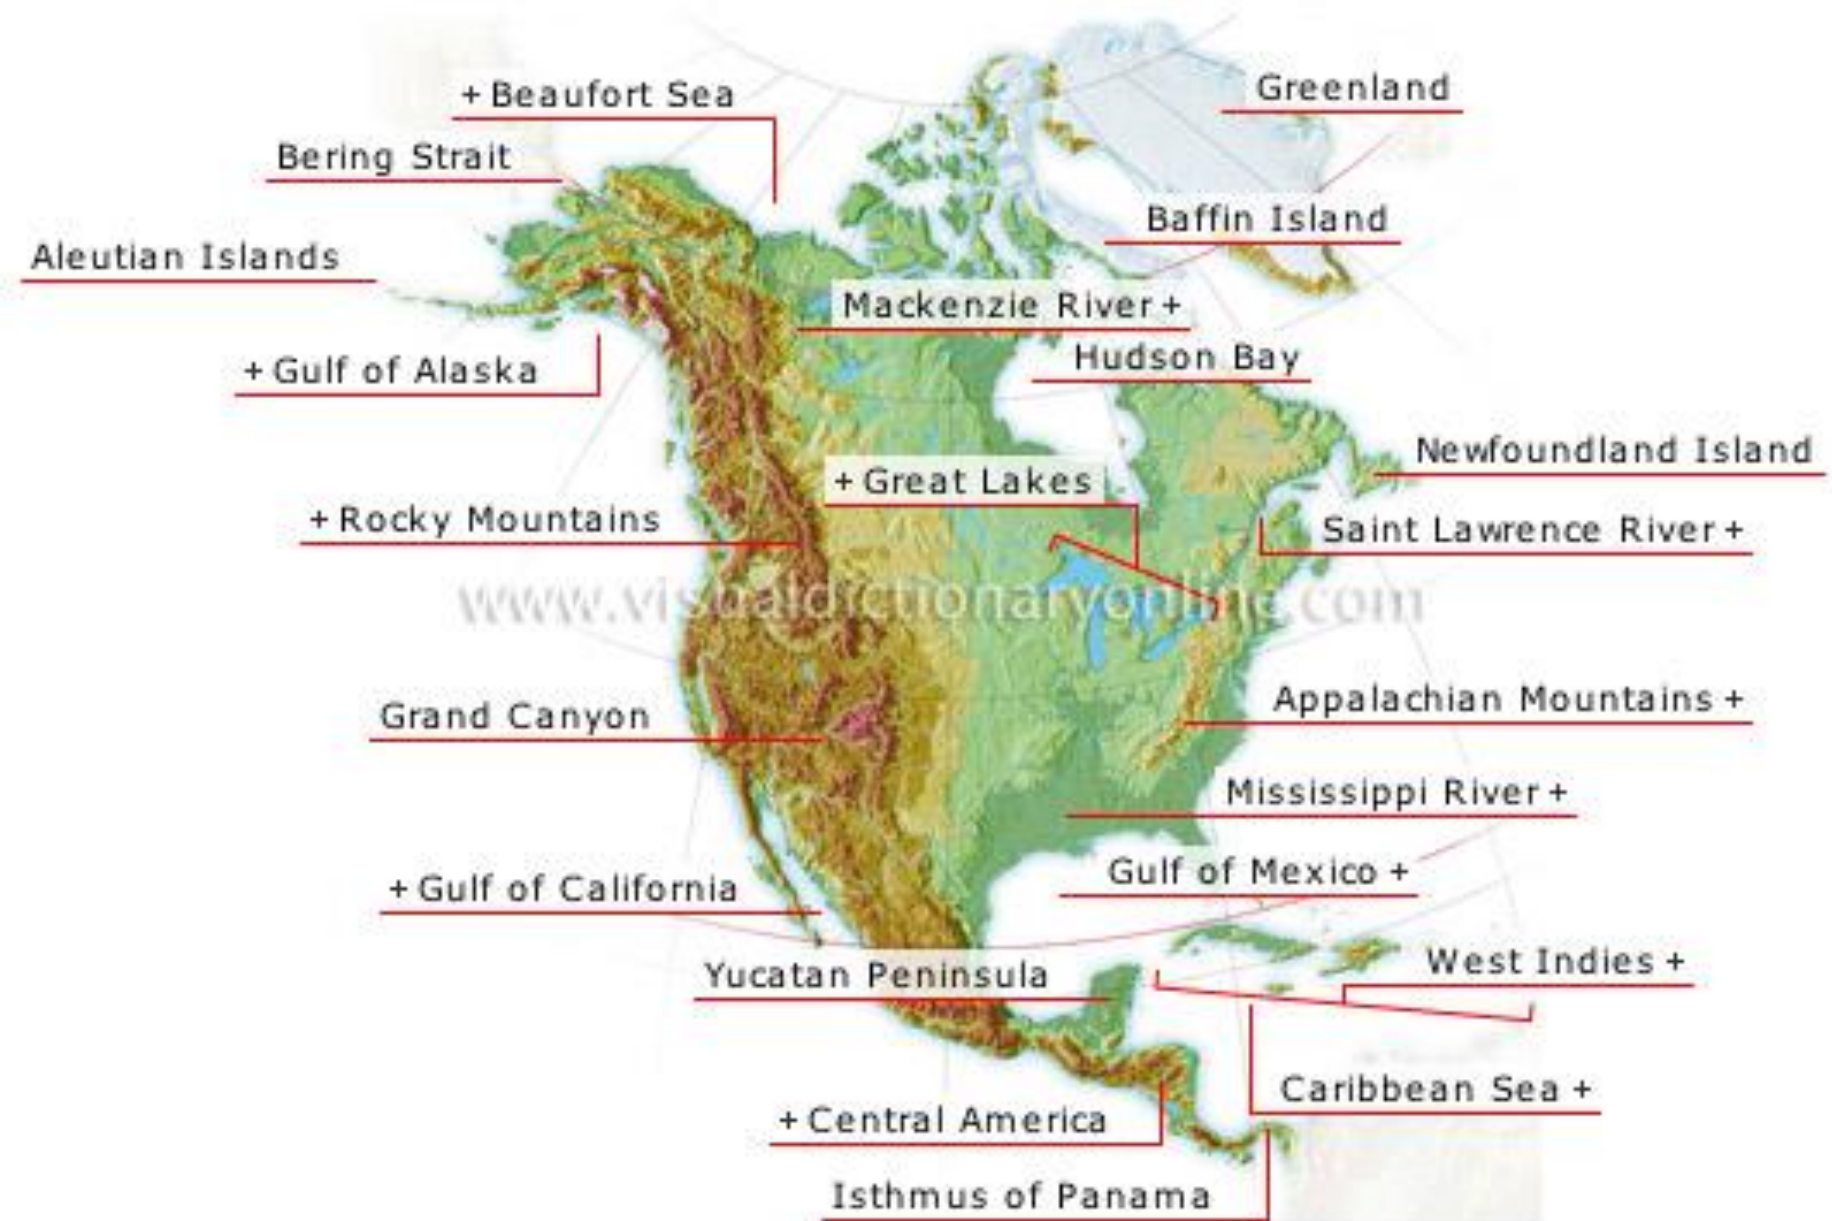 + Beaufort Sea
Greenland
Bering Strait
Baffin Island
Aleutian Islands
Mackenzie River +
Hudson Bay
+ Gulf of Alaska
Newfoundland Island
+ Great Lakes
+ Rocky Mountains
Saint Lawrence River +
www.visualdictionaryonline.com
Appalachian Mountains +
Grand Canyon
Mississippi River +
Gulf of Mexico +
+ Gulf of California
West Indies +
Yucatan Peninsula
Caribbean Sea +
+ Central America
Isthmus of Panama